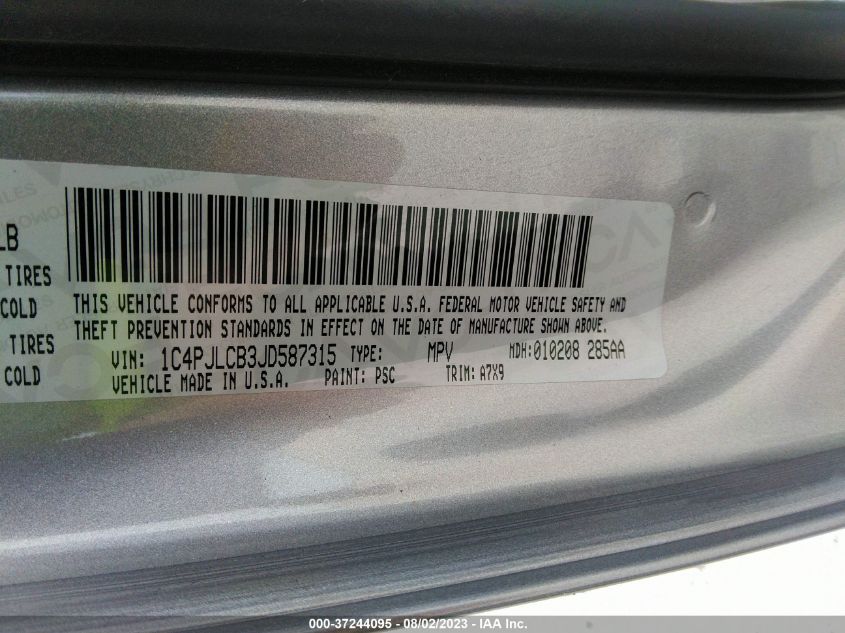 LB
TIRES
COLD
TIRES
COLD
THIS VEHICLE CONFORMS TO ALL APPLICABLE U.S.A. FEDERAL MOTOR VEHICLE SAFETY AND
THEFT PREVENTION STANDARDS IN EFFECT ON THE DATE OF MANUFACTURE SHOWN ABOVE.
VIN: 1C4PJLCB3JD587315 TYPE: MPV MDH:010208 285AA
VEHICLE MADE IN U.S.A. PAINT: PSC TRIM: A7X9
000-37244095 - 08/02/2023 - IAA Inc.